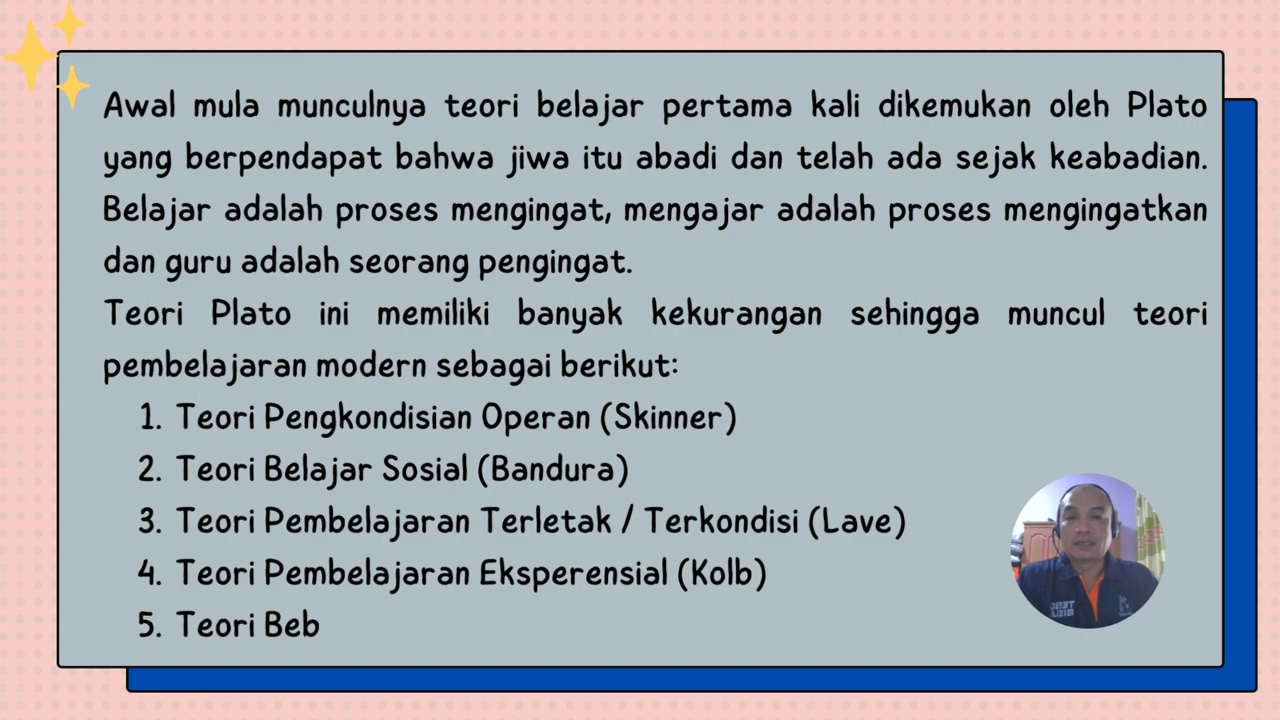 Awal mula munculnya teori belajar pertama kali dikemukan oleh Plato
yang berpendapat bahwa jiwa itu abadi dan telah ada sejak keabadian.
Belajar adalah proses mengingat, mengajar adalah proses mengingatkan
dan guru adalah seorang pengingat.
Teori Plato ini memiliki banyak kekurangan sehingga muncul teori
pembelajaran modern sebagai berikut:
1. Teori Pengkondisian Operan (Skinner)
2. Teori Belajar Sosial (Bandura)
3. Teori Pembelajaran Terletak / Terkondisi (Lave)
4. Teori Pembelajaran Eksperensial (Kolb)
5. Teori Beb